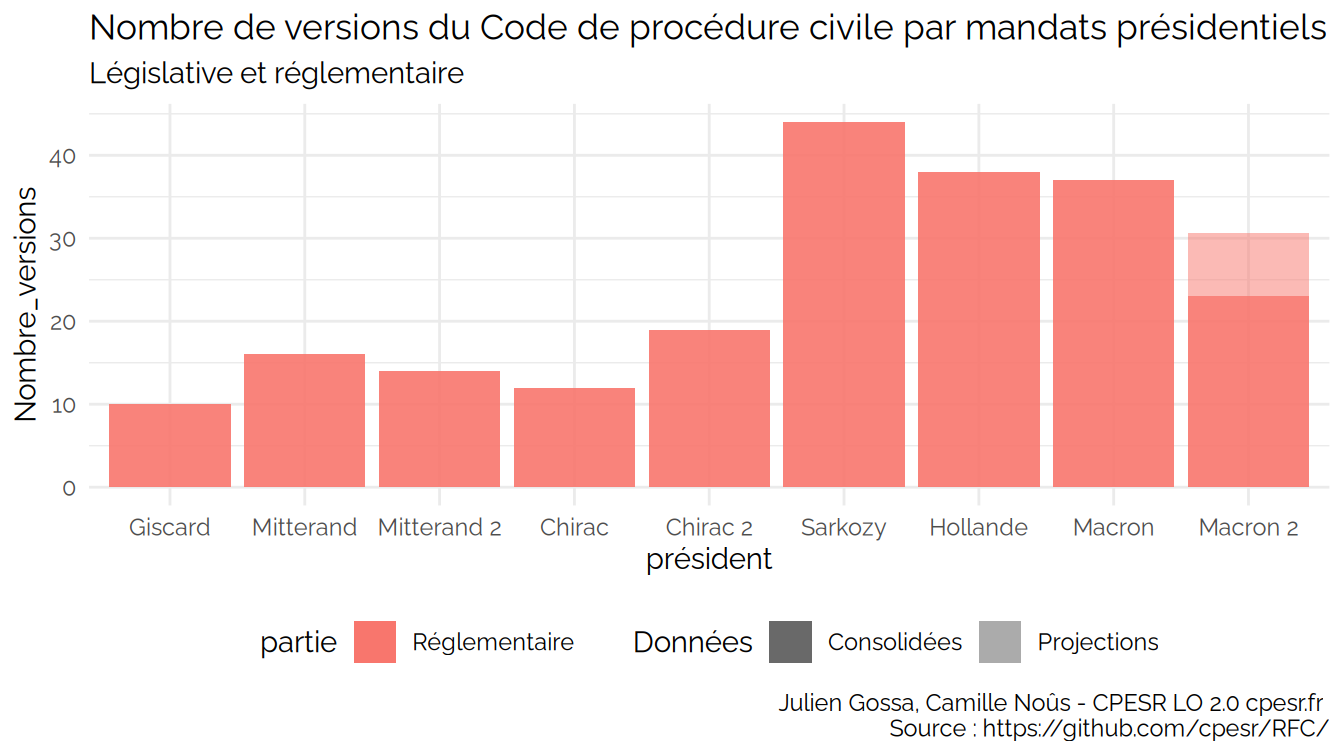 Nombre de versions du Code de procédure civile par mandats présidentiels
Législative et réglementaire
Nombre_versions
40
30
20
10
0
Giscard Mitterand Mitterand 2 Chirac Chirac 2 Sarkozy Hollande Macron Macron 2
président
partie Réglementaire Données Consolidées Projections
Julien Gossa, Camille Noûs - CPESR LO 2.0 cpesr.fr
Source : https://github.com/cpesr/RFC/